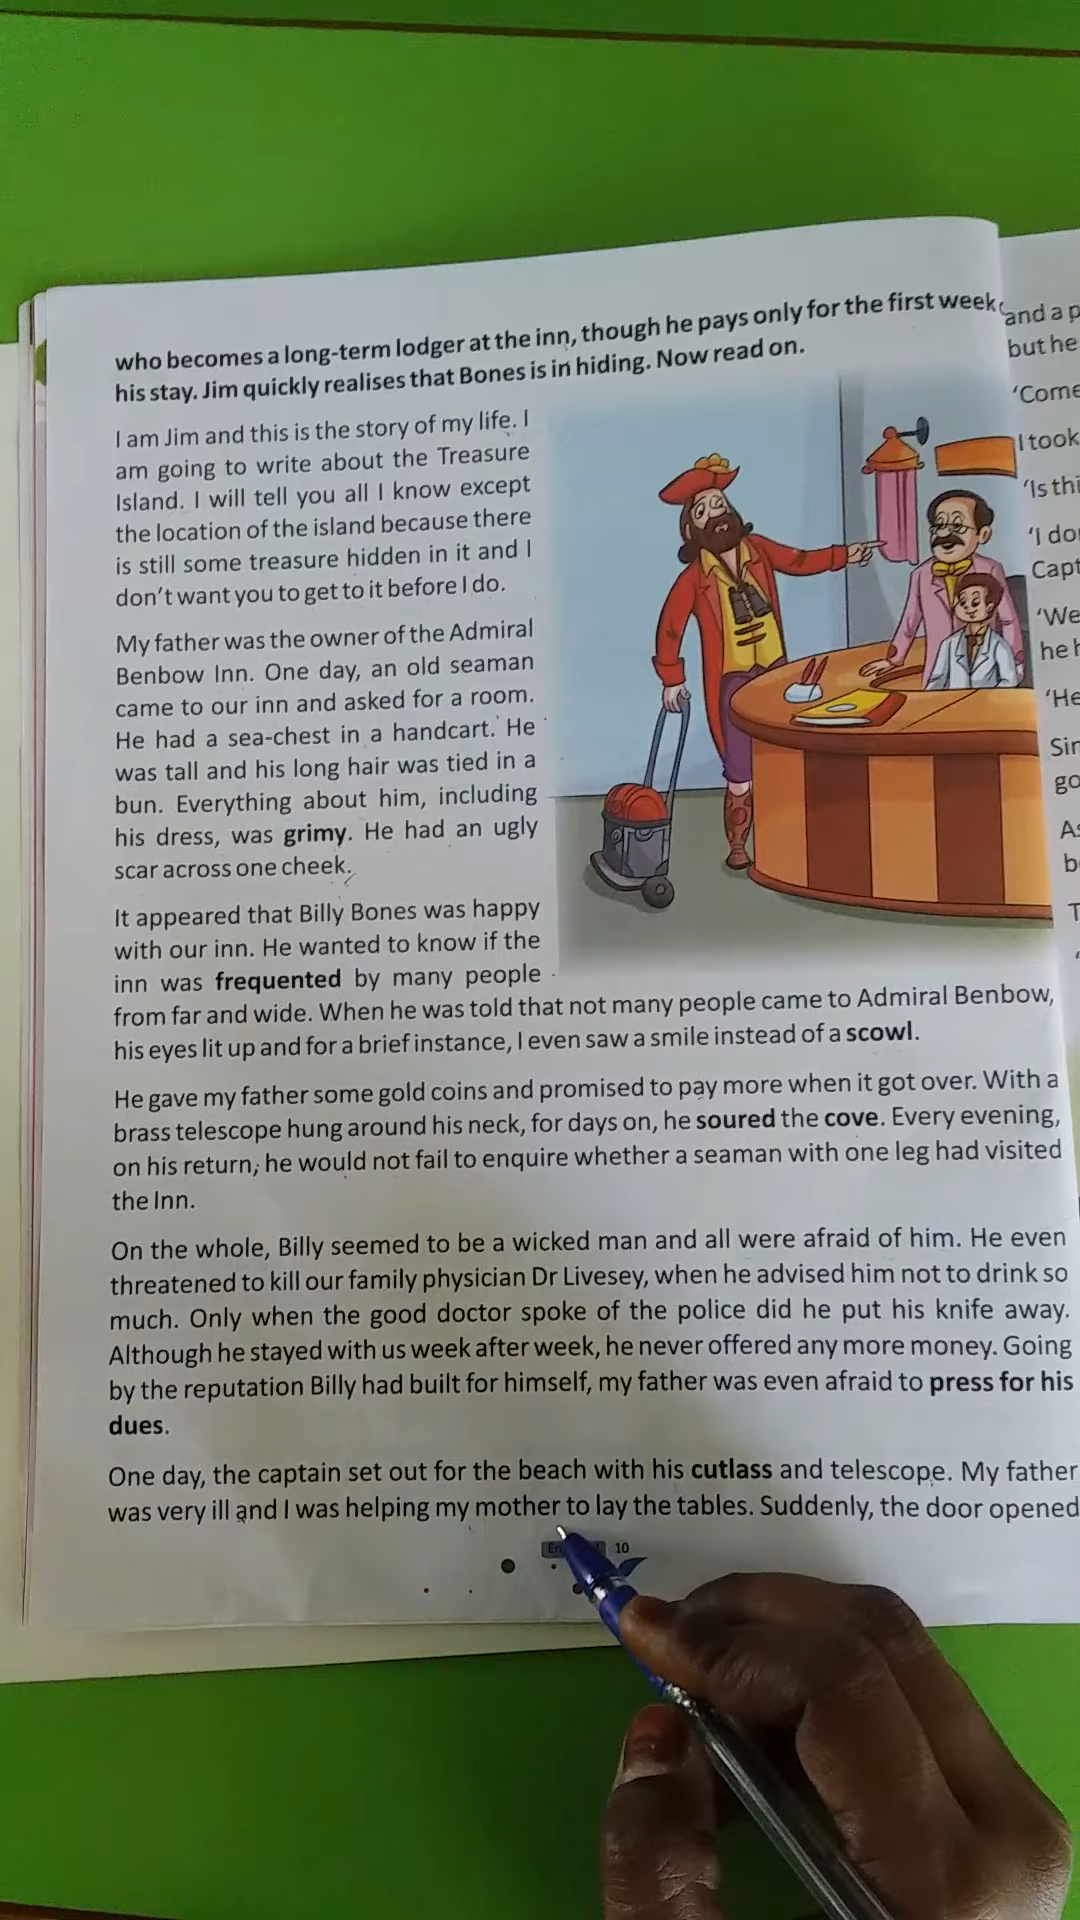 who becomes a long-term lodger at the inn, though he pays only for the first week
his stay. Jim quickly realises that Bones is in hiding. Now read on.
I am Jim and this is the story of my life. I
am going to write about the Treasure
Island. I will tell you all I know except
the location of the island because there
is still some treasure hidden in it and I
don't want you to get to it before I do.
My father was the owner of the Admiral
Benbow Inn. One day, an old seaman
came to our inn and asked for a room.
He had a sea-chest in a handcart. He
was tall and his long hair was tied in a
bun. Everything about him, including
his dress, was grimy. He had an ugly
scar across one cheek.
It appeared that Billy Bones was happy
with our inn. He wanted to know if the
inn was frequented by many people
from far and wide. When he was told that not many people came to Admiral Benbow,
his eyes lit up and for a brief instance, I even saw a smile instead of a scowl.
He gave my father some gold coins and promised to pay more when it got over. With a
brass telescope hung around his neck, for days on, he soured the cove. Every evening,
on his return, he would not fail to enquire whether a seaman with one leg had visited
the Inn.
On the whole, Billy seemed to be a wicked man and all were afraid of him. He even
threatened to kill our family physician Dr Livesey, when he advised him not to drink so
much. Only when the good doctor spoke of the police did he put his knife away.
Although he stayed with us week after week, he never offered any more money. Going
by the reputation Billy had built for himself, my father was even afraid to press for his
dues.
One day, the captain set out for the beach with his cutlass and telescope. My father
was very ill and I was helping my mother to lay the tables. Suddenly, the door opened
10
and a p
but he
'Come
I took
'Is thi
'I do
Capt
'We
he h
'He
Sir
go
As
b
T